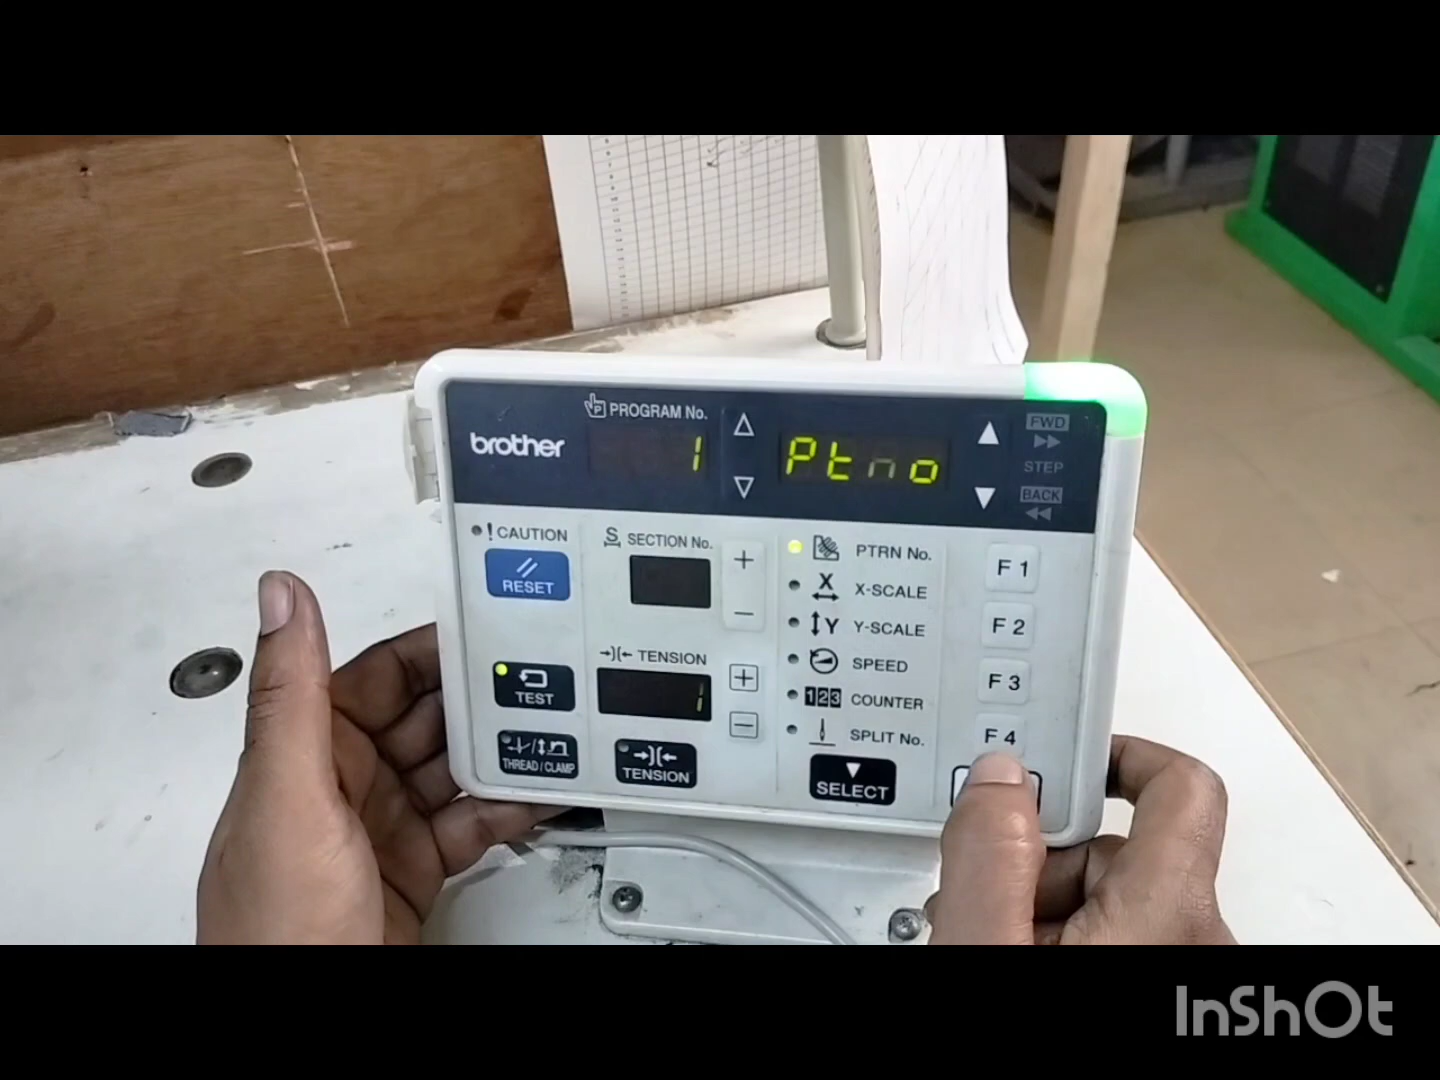 PROGRAM No.
brother
1
Ptno
FWD
STEP
BACK
! CAUTION
RESET
S SECTION No.
+
−
PTRN No.
X X-SCALE
Y Y-SCALE
SPEED
123 COUNTER
SPLIT No.
SELECT
TEST
THREAD / CLAMP
TENSION
1
+
−
TENSION
F 1
F 2
F 3
F 4
InShOt